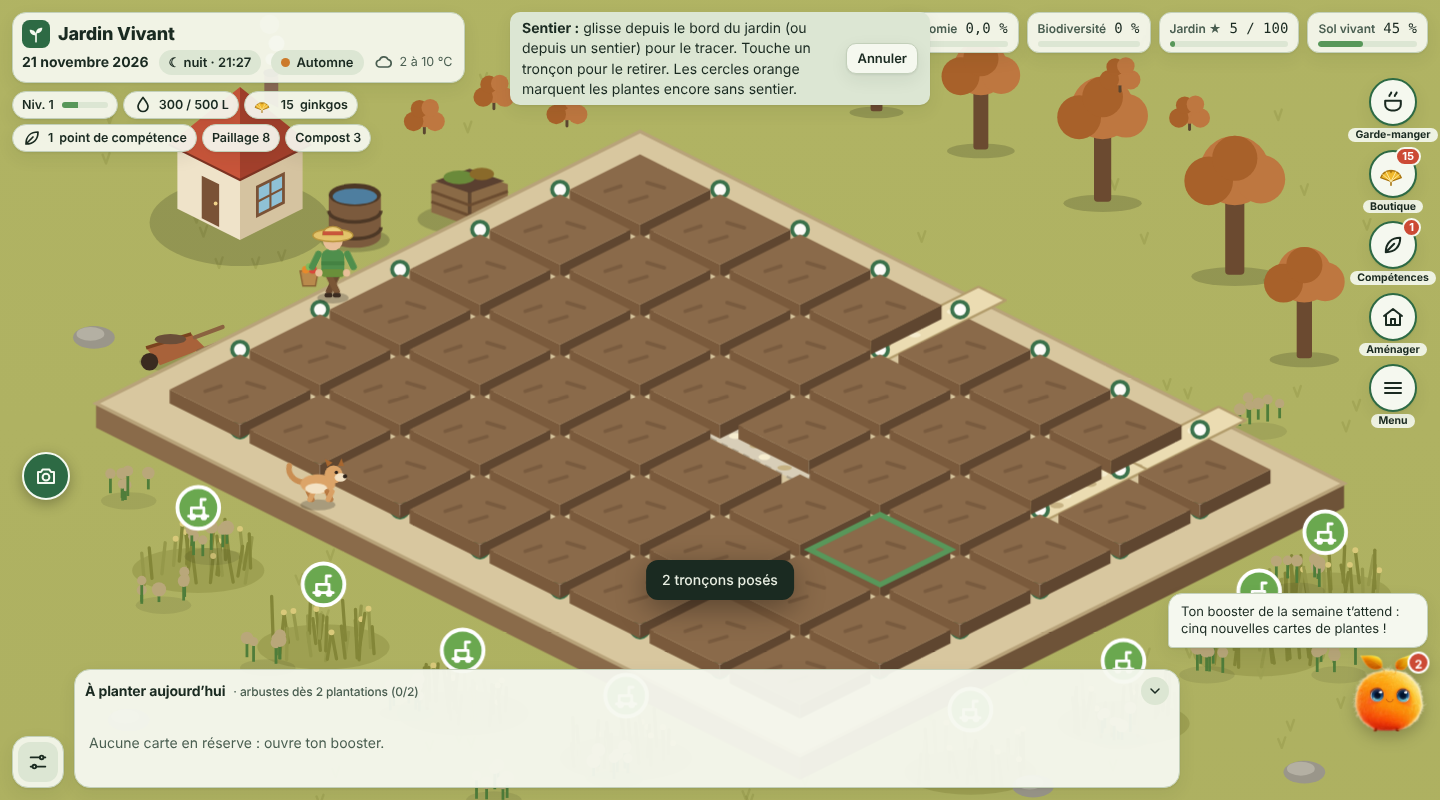 Jardin Vivant
21 novembre 2026
nuit · 21:27
Automne
2 à 10 °C
Niv. 1
300 / 500 L
15 ginkgos
1 point de compétence
Paillage 8
Compost 3
Sentier : glisse depuis le bord du jardin (ou
depuis un sentier) pour le tracer. Touche un
tronçon pour le retirer. Les cercles orange
marquent les plantes encore sans sentier.
Annuler
0,0 %
Biodiversité 0 %
Jardin ★ 5 / 100
Sol vivant 45 %
Garde-manger
15
Boutique
1
Compétences
Aménager
Menu
2 tronçons posés
Ton booster de la semaine t’attend :
cinq nouvelles cartes de plantes !
2
À planter aujourd’hui · arbustes dès 2 plantations (0/2)
Aucune carte en réserve : ouvre ton booster.